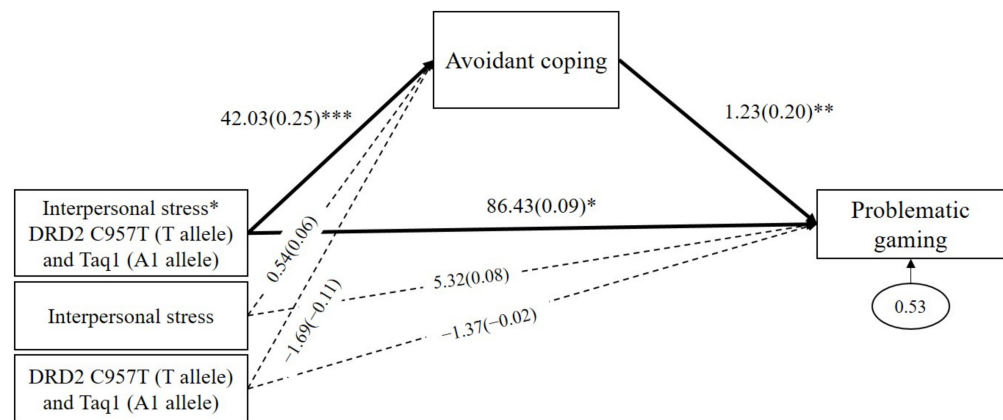 Avoidant coping
42.03(0.25)***
1.23(0.20)**
Interpersonal stress*
DRD2 C957T (T allele)
and Taq1 (A1 allele)
86.43(0.09)*
Problematic
gaming
0.54(0.06)
5.32(0.08)
Interpersonal stress
−1.69(−0.11)
−1.37(−0.02)
0.53
DRD2 C957T (T allele)
and Taq1 (A1 allele)